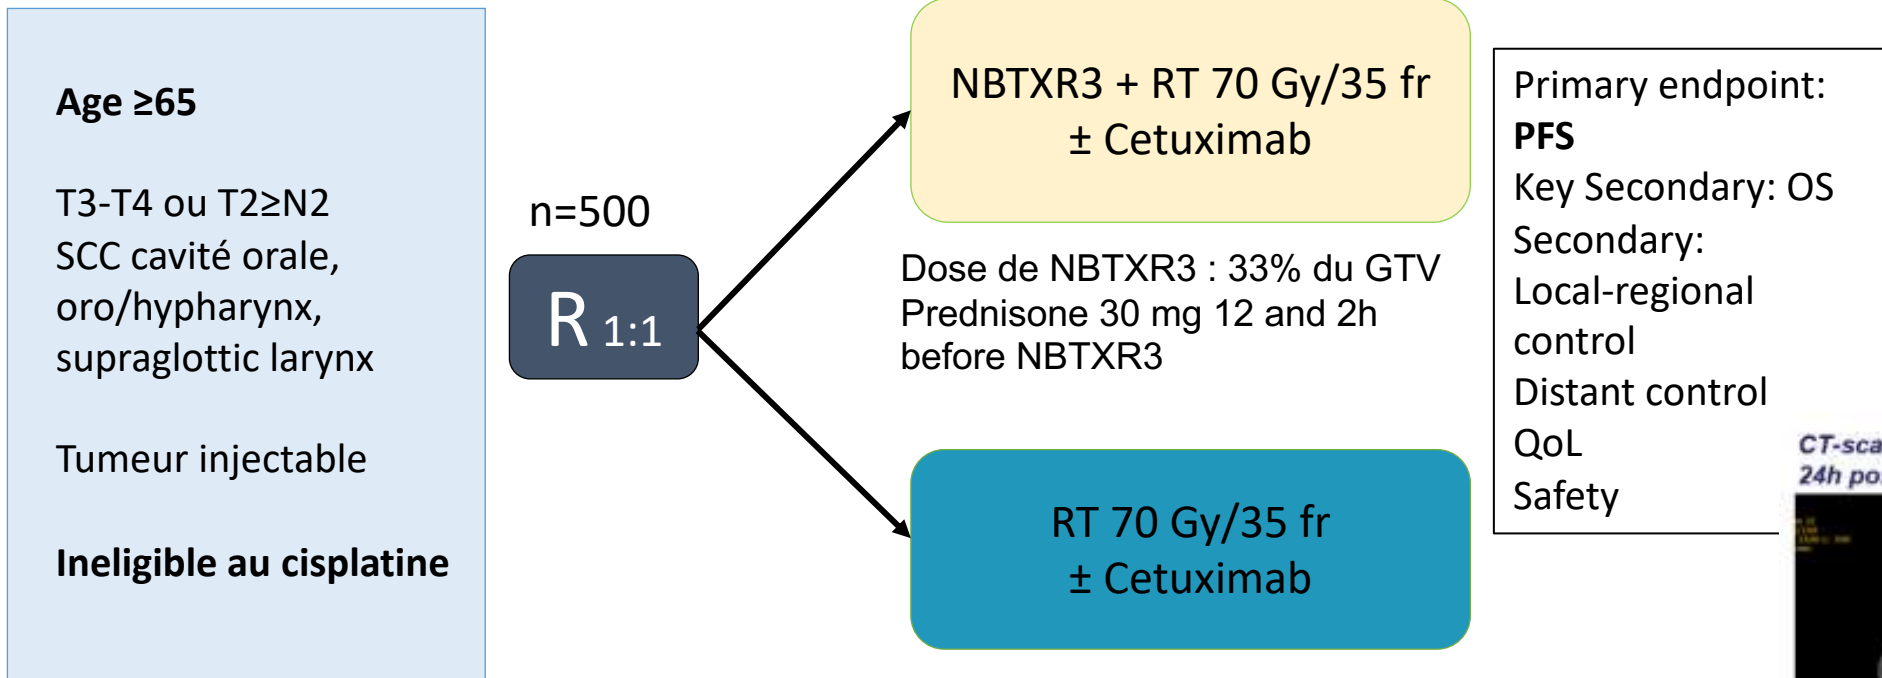 Age ≥65
T3-T4 ou T2≥N2
SCC cavité orale,
oro/hypharynx,
supraglottic larynx
Tumeur injectable
Ineligible au cisplatine
n=500
R 1:1
NBTXR3 + RT 70 Gy/35 fr
± Cetuximab
Dose de NBTXR3 : 33% du GTV
Prednisone 30 mg 12 and 2h
before NBTXR3
RT 70 Gy/35 fr
± Cetuximab
Primary endpoint:
PFS
Key Secondary: OS
Secondary:
Local-regional
control
Distant control
QoL
Safety
24h